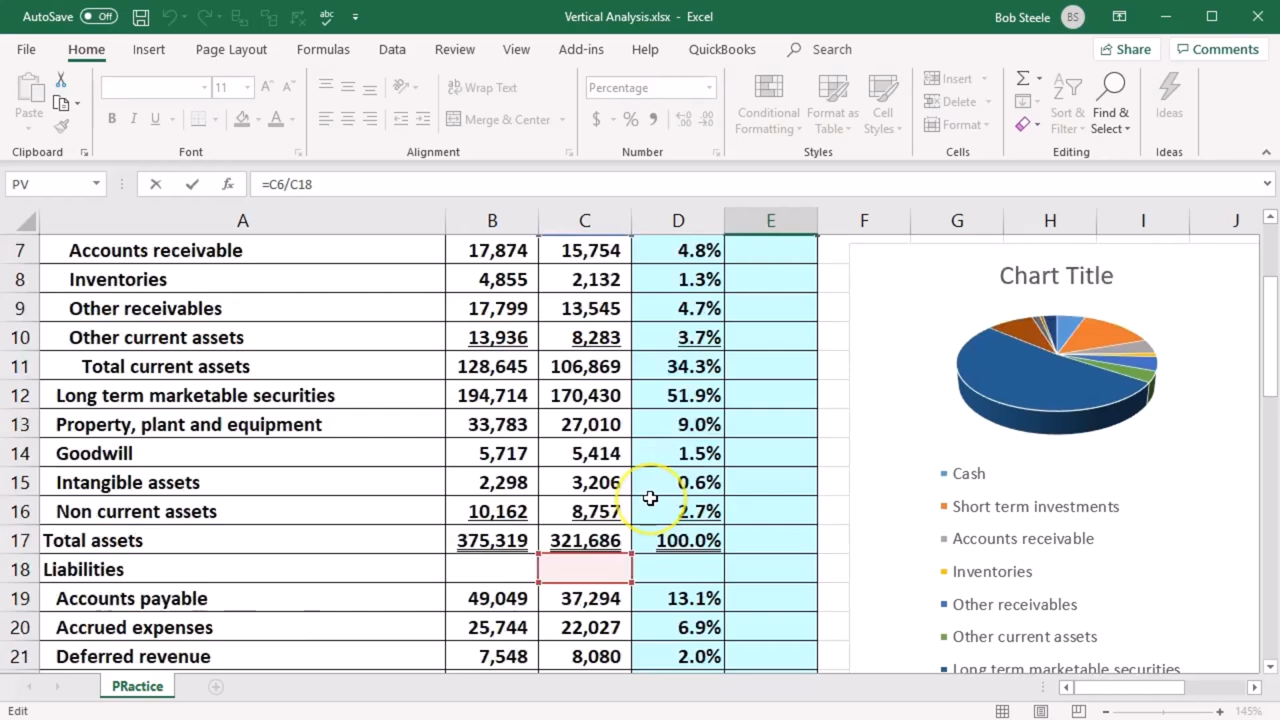 AutoSave Off Vertical Analysis.xlsx - Excel Bob Steele BS
File Home Insert Page Layout Formulas Data Review View Add-ins Help QuickBooks Search Share Comments
Paste 11 A A Wrap Text Percentage Conditional Formatting Format as Table Cell Styles Insert Sort & Filter Find & Select Ideas
B I U A Merge & Center $ % Delete
Format
Clipboard Font Alignment Number Styles Cells Editing Ideas
PV fx =C6/C18
A B C D E F G H I J
7 Accounts receivable 17,874 15,754 4.8%
8 Inventories 4,855 2,132 1.3%
9 Other receivables 17,799 13,545 4.7%
10 Other current assets 13,936 8,283 3.7%
11 Total current assets 128,645 106,869 34.3%
12 Long term marketable securities 194,714 170,430 51.9%
13 Property, plant and equipment 33,783 27,010 9.0%
14 Goodwill 5,717 5,414 1.5%
15 Intangible assets 2,298 3,206 0.6%
16 Non current assets 10,162 8,757 2.7%
17 Total assets 375,319 321,686 100.0%
18 Liabilities
19 Accounts payable 49,049 37,294 13.1%
20 Accrued expenses 25,744 22,027 6.9%
21 Deferred revenue 7,548 8,080 2.0%
Chart Title
Cash
Short term investments
Accounts receivable
Inventories
Other receivables
Other current assets
Long term marketable securities
PRactice
Edit 145%